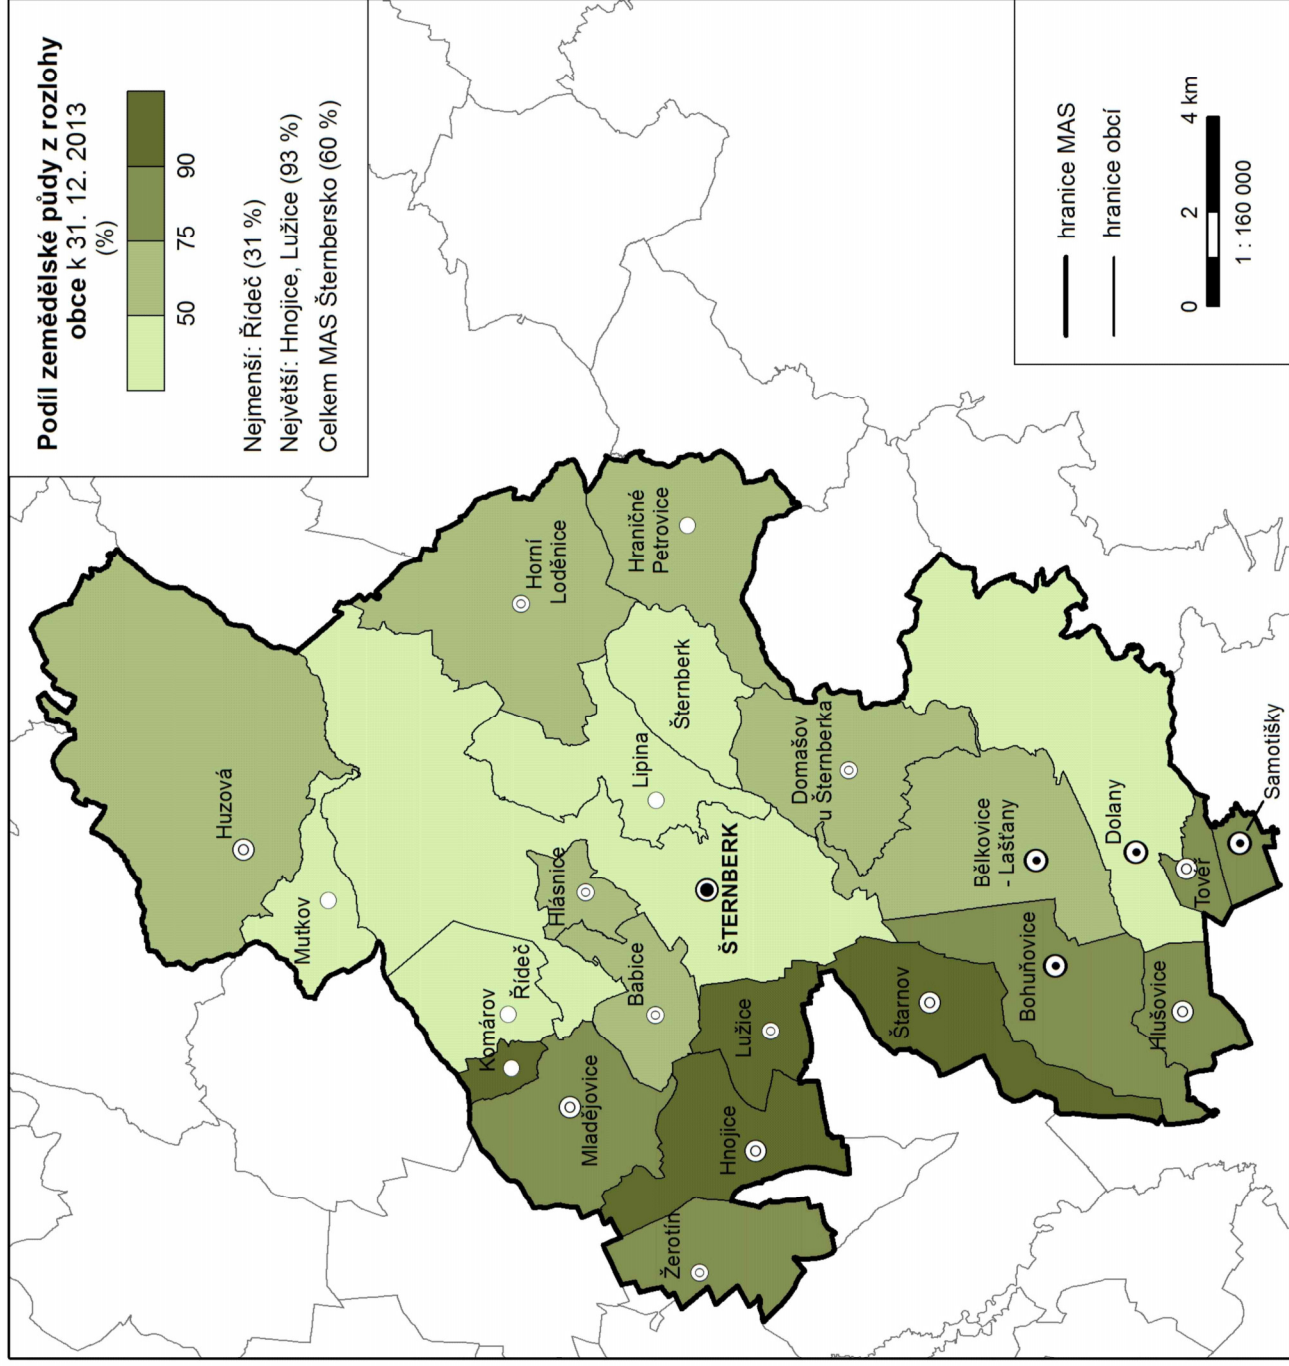 Podíl zemědělské půdy z rozlohy
obce k 31. 12. 2013
(%)
50
75
90
Nejmenší: Řídeč (31 %)
Největší: Hnojice, Lužice (93 %)
Celkem MAS Šternbersko (60 %)
Huzová
Mutkov
Horní
Loděnice
Hraničné
Petrovice
Šternberk
Lipina
Hlásnice
Řídeč
Komárov
Babice
Mladějovice
ŠTERNBERK
Lužice
Hnojice
Žerotín
Domašov
u Šternberka
Štarnov
Bělkovice
- Lašťany
Bohuňovice
Dolany
Hlušovice
Tovéř
Samotišky
hranice MAS
hranice obcí
0
2
4 km
1 : 160 000